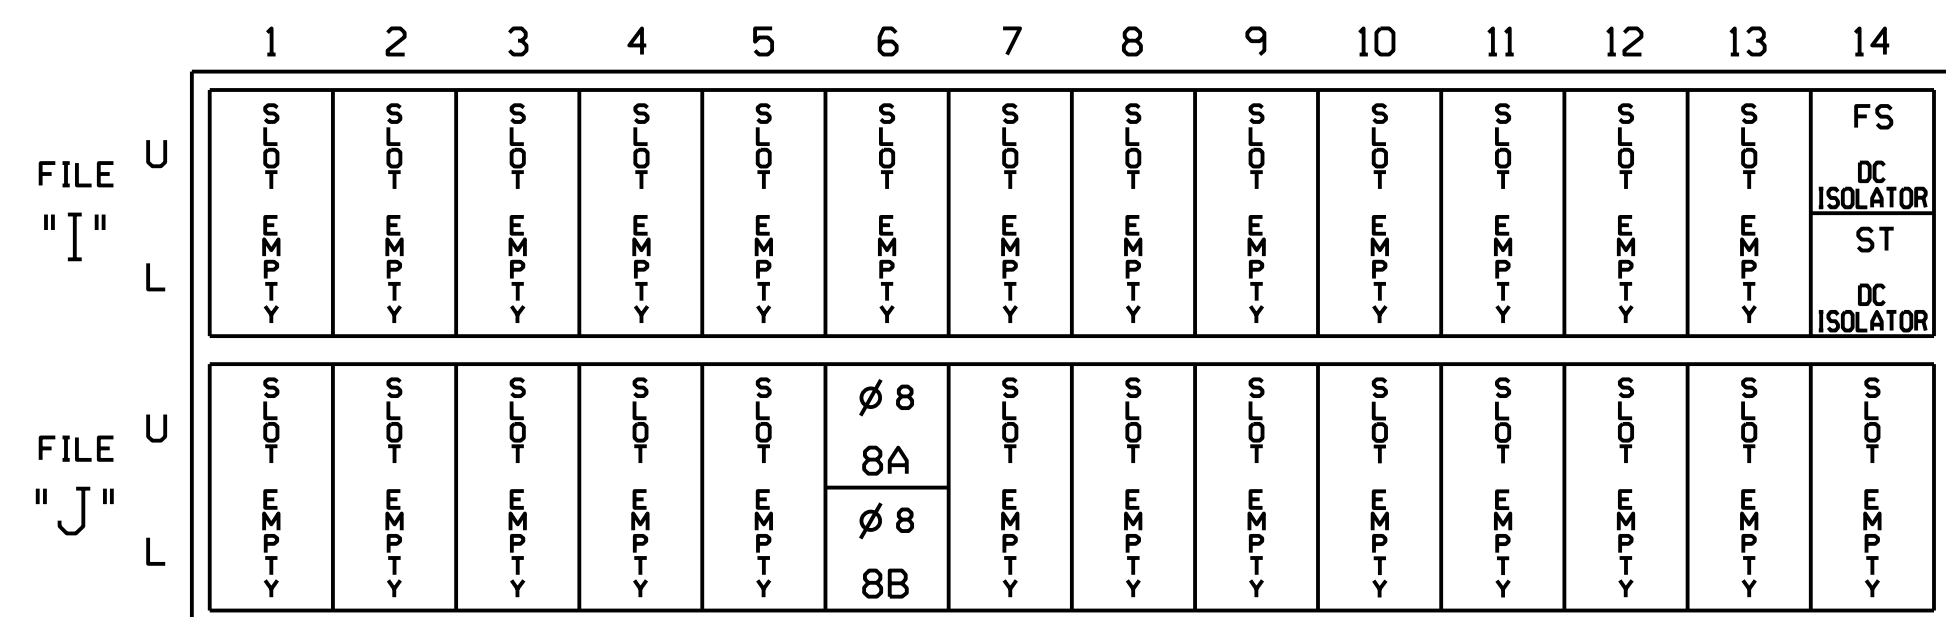 1 2 3 4 5 6 7 8 9 10 11 12 13 14
FILE "I"
U
L
SLOT EMPTY
SLOT EMPTY
SLOT EMPTY
SLOT EMPTY
SLOT EMPTY
SLOT EMPTY
SLOT EMPTY
SLOT EMPTY
SLOT EMPTY
SLOT EMPTY
SLOT EMPTY
SLOT EMPTY
SLOT EMPTY
FS
DC
ISOLATOR
ST
DC
ISOLATOR
FILE "J"
U
L
SLOT EMPTY
SLOT EMPTY
SLOT EMPTY
SLOT EMPTY
SLOT EMPTY
Ø 8
8A
Ø 8
8B
SLOT EMPTY
SLOT EMPTY
SLOT EMPTY
SLOT EMPTY
SLOT EMPTY
SLOT EMPTY
SLOT EMPTY
SLOT EMPTY